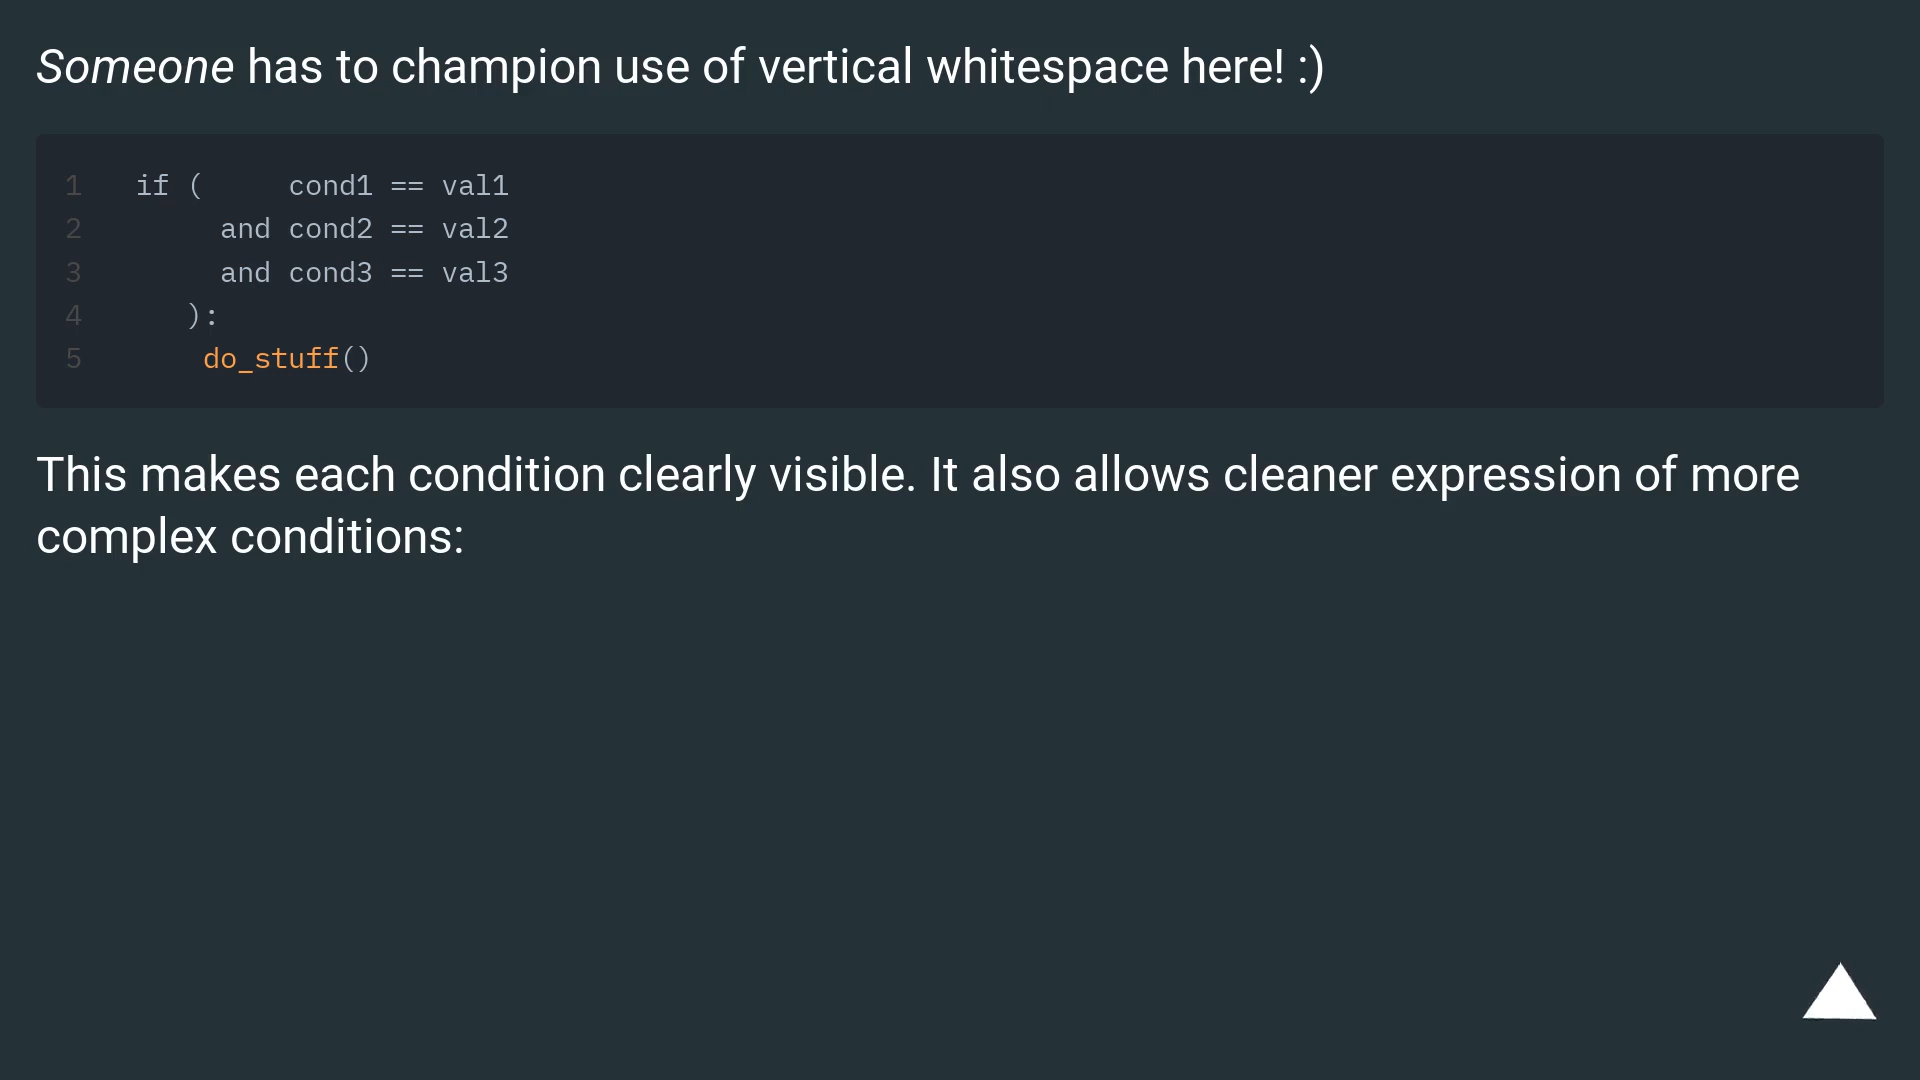 Someone has to champion use of vertical whitespace here! :)
1 if (     cond1 == val1
2      and cond2 == val2
3      and cond3 == val3
4    ):
5     do_stuff()
This makes each condition clearly visible. It also allows cleaner expression of more
complex conditions: